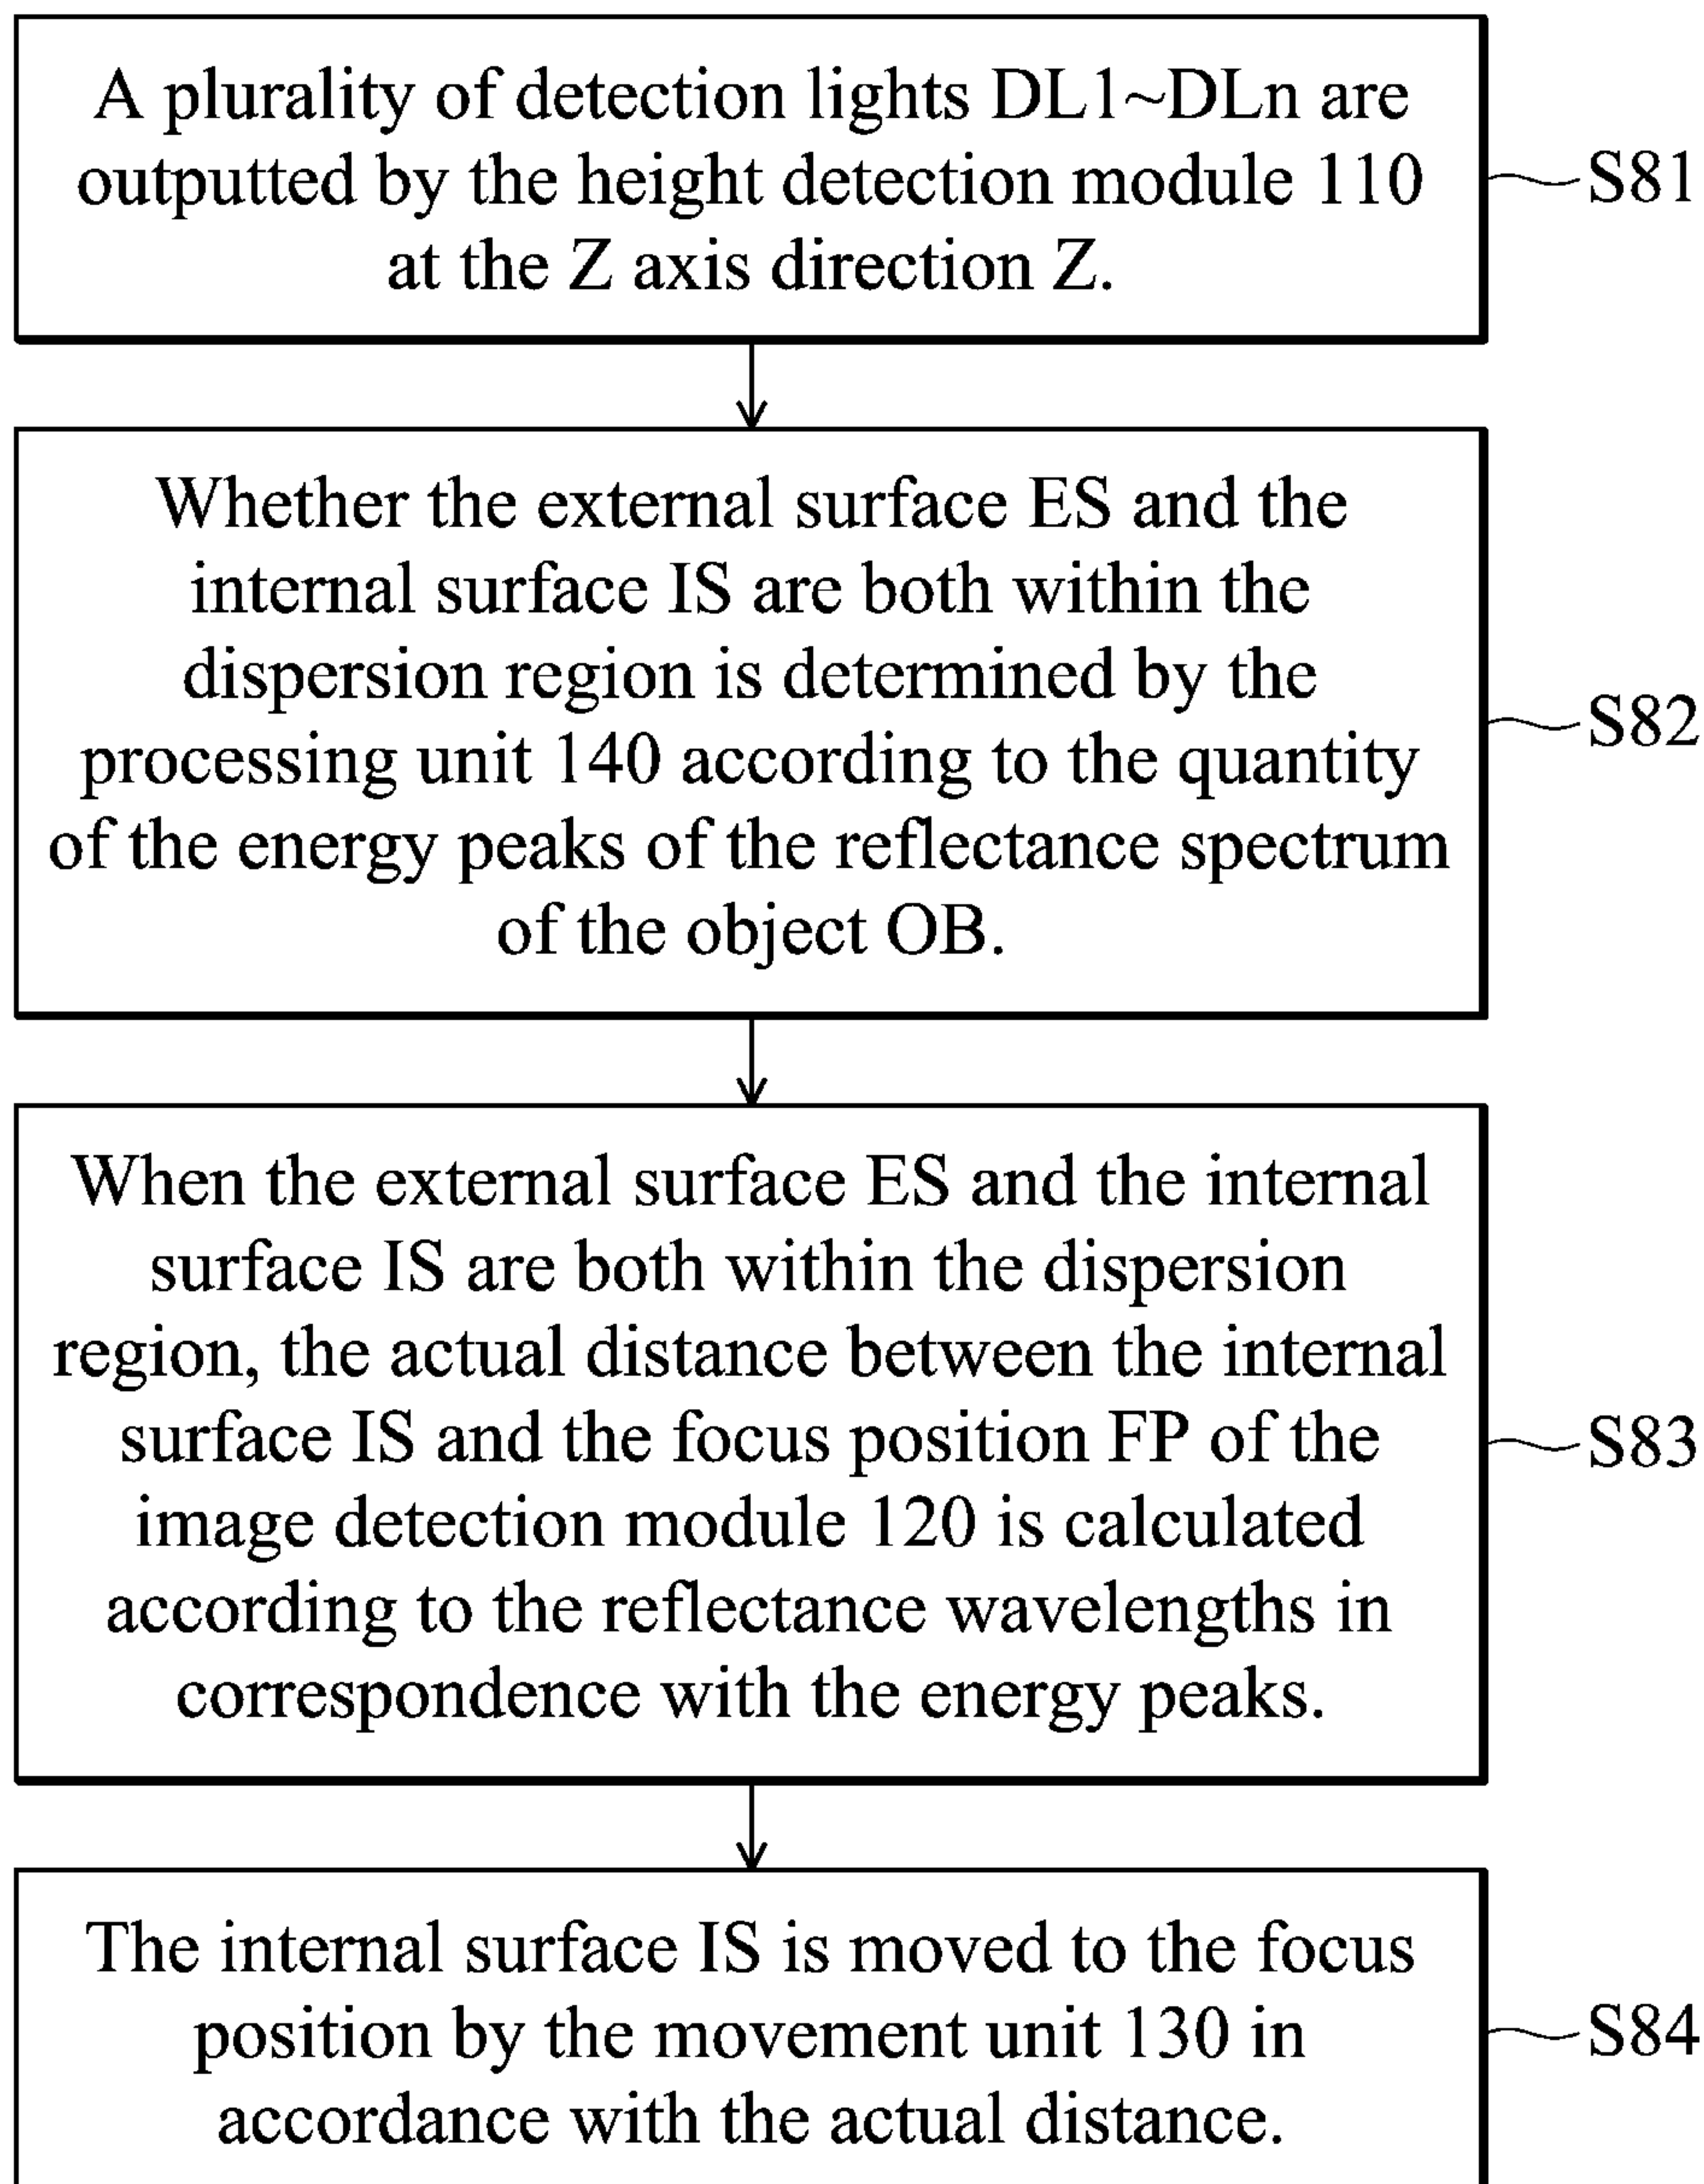 A plurality of detection lights DL1~DLn are
outputted by the height detection module 110
at the Z axis direction Z.
S81
Whether the external surface ES and the
internal surface IS are both within the
dispersion region is determined by the
processing unit 140 according to the quantity
of the energy peaks of the reflectance spectrum
of the object OB.
S82
When the external surface ES and the internal
surface IS are both within the dispersion
region, the actual distance between the internal
surface IS and the focus position FP of the
image detection module 120 is calculated
according to the reflectance wavelengths in
correspondence with the energy peaks.
S83
The internal surface IS is moved to the focus
position by the movement unit 130 in
accordance with the actual distance.
S84